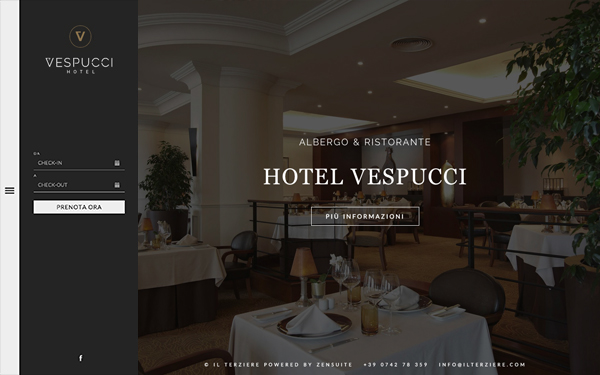 V
VESPUCCI
HOTEL
DA
CHECK-IN
A
CHECK-OUT
PRENOTA ORA
ALBERGO & RISTORANTE
HOTEL VESPUCCI
PIÙ INFORMAZIONI
f
© IL TERZIERE POWERED BY ZENSUITE +39 0742 78 359 INFO@ILTERZIERE.COM